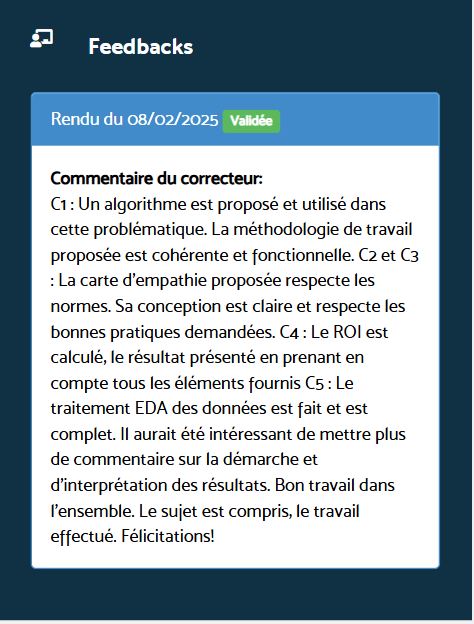 Feedbacks
Rendu du 08/02/2025 Validée
Commentaire du correcteur:
C1 : Un algorithme est proposé et utilisé dans
cette problématique. La méthodologie de travail
proposée est cohérente et fonctionnelle. C2 et C3
: La carte d'empathie proposée respecte les
normes. Sa conception est claire et respecte les
bonnes pratiques demandées. C4 : Le ROI est
calculé, le résultat présenté en prenant en
compte tous les éléments fournis C5 : Le
traitement EDA des données est fait et est
complet. Il aurait été intéressant de mettre plus
de commentaire sur la démarche et
d'interprétation des résultats. Bon travail dans
l'ensemble. Le sujet est compris, le travail
effectué. Félicitations!